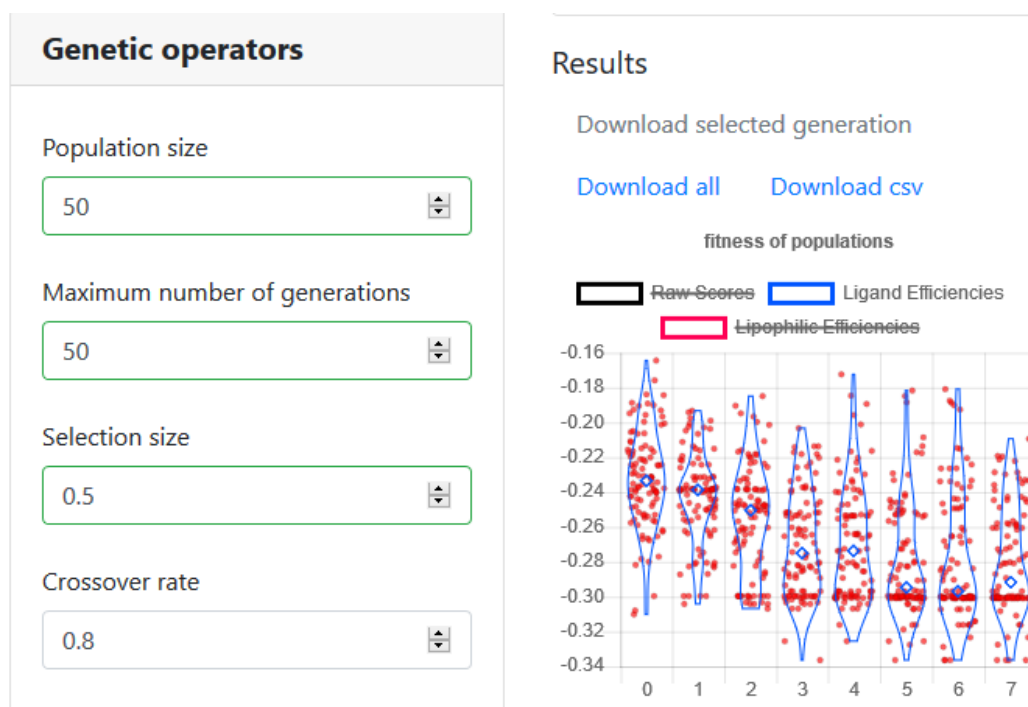 Genetic operators
Population size
50
Maximum number of generations
50
Selection size
0.5
Crossover rate
0.8
Results
Download selected generation
Download all Download csv
fitness of populations
Raw Scores Ligand Efficiencies
Lipophilic Efficiencies
-0.16
-0.18
-0.20
-0.22
-0.24
-0.26
-0.28
-0.30
-0.32
-0.34
0 1 2 3 4 5 6 7